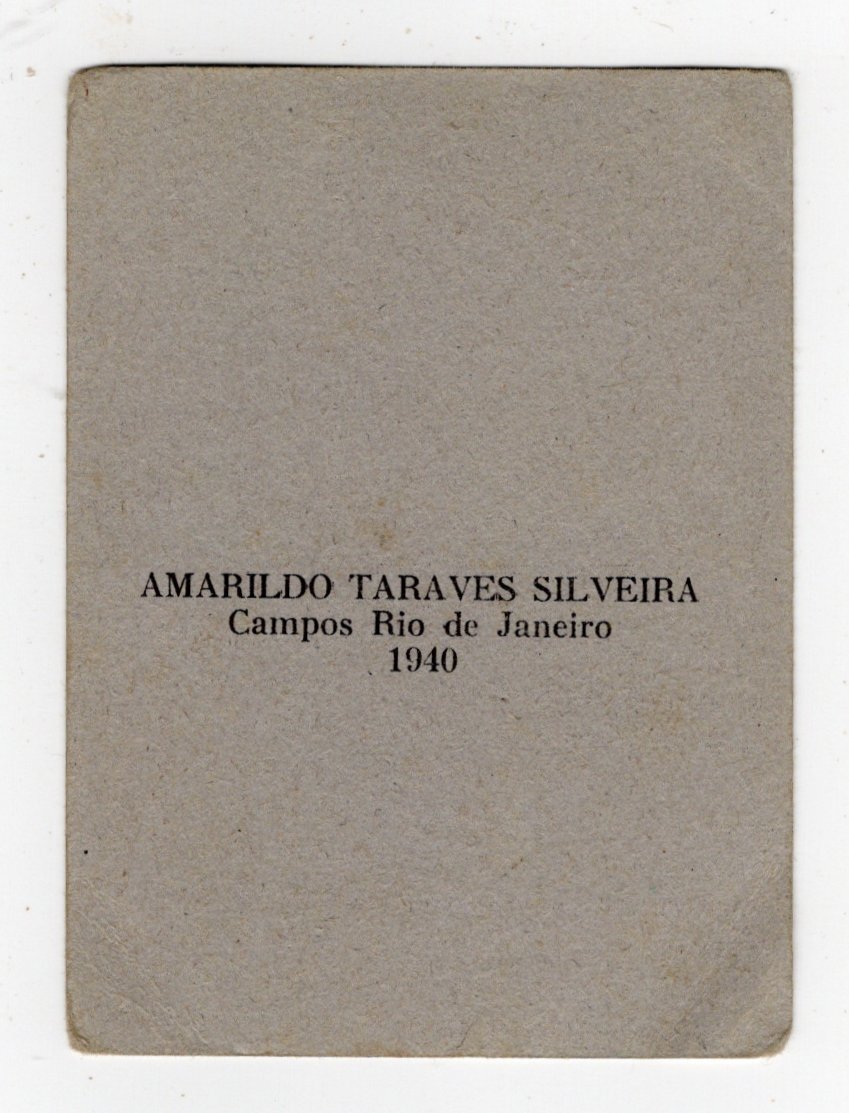 AMARILDO TARAVES SILVEIRA
Campos Rio de Janeiro
1940